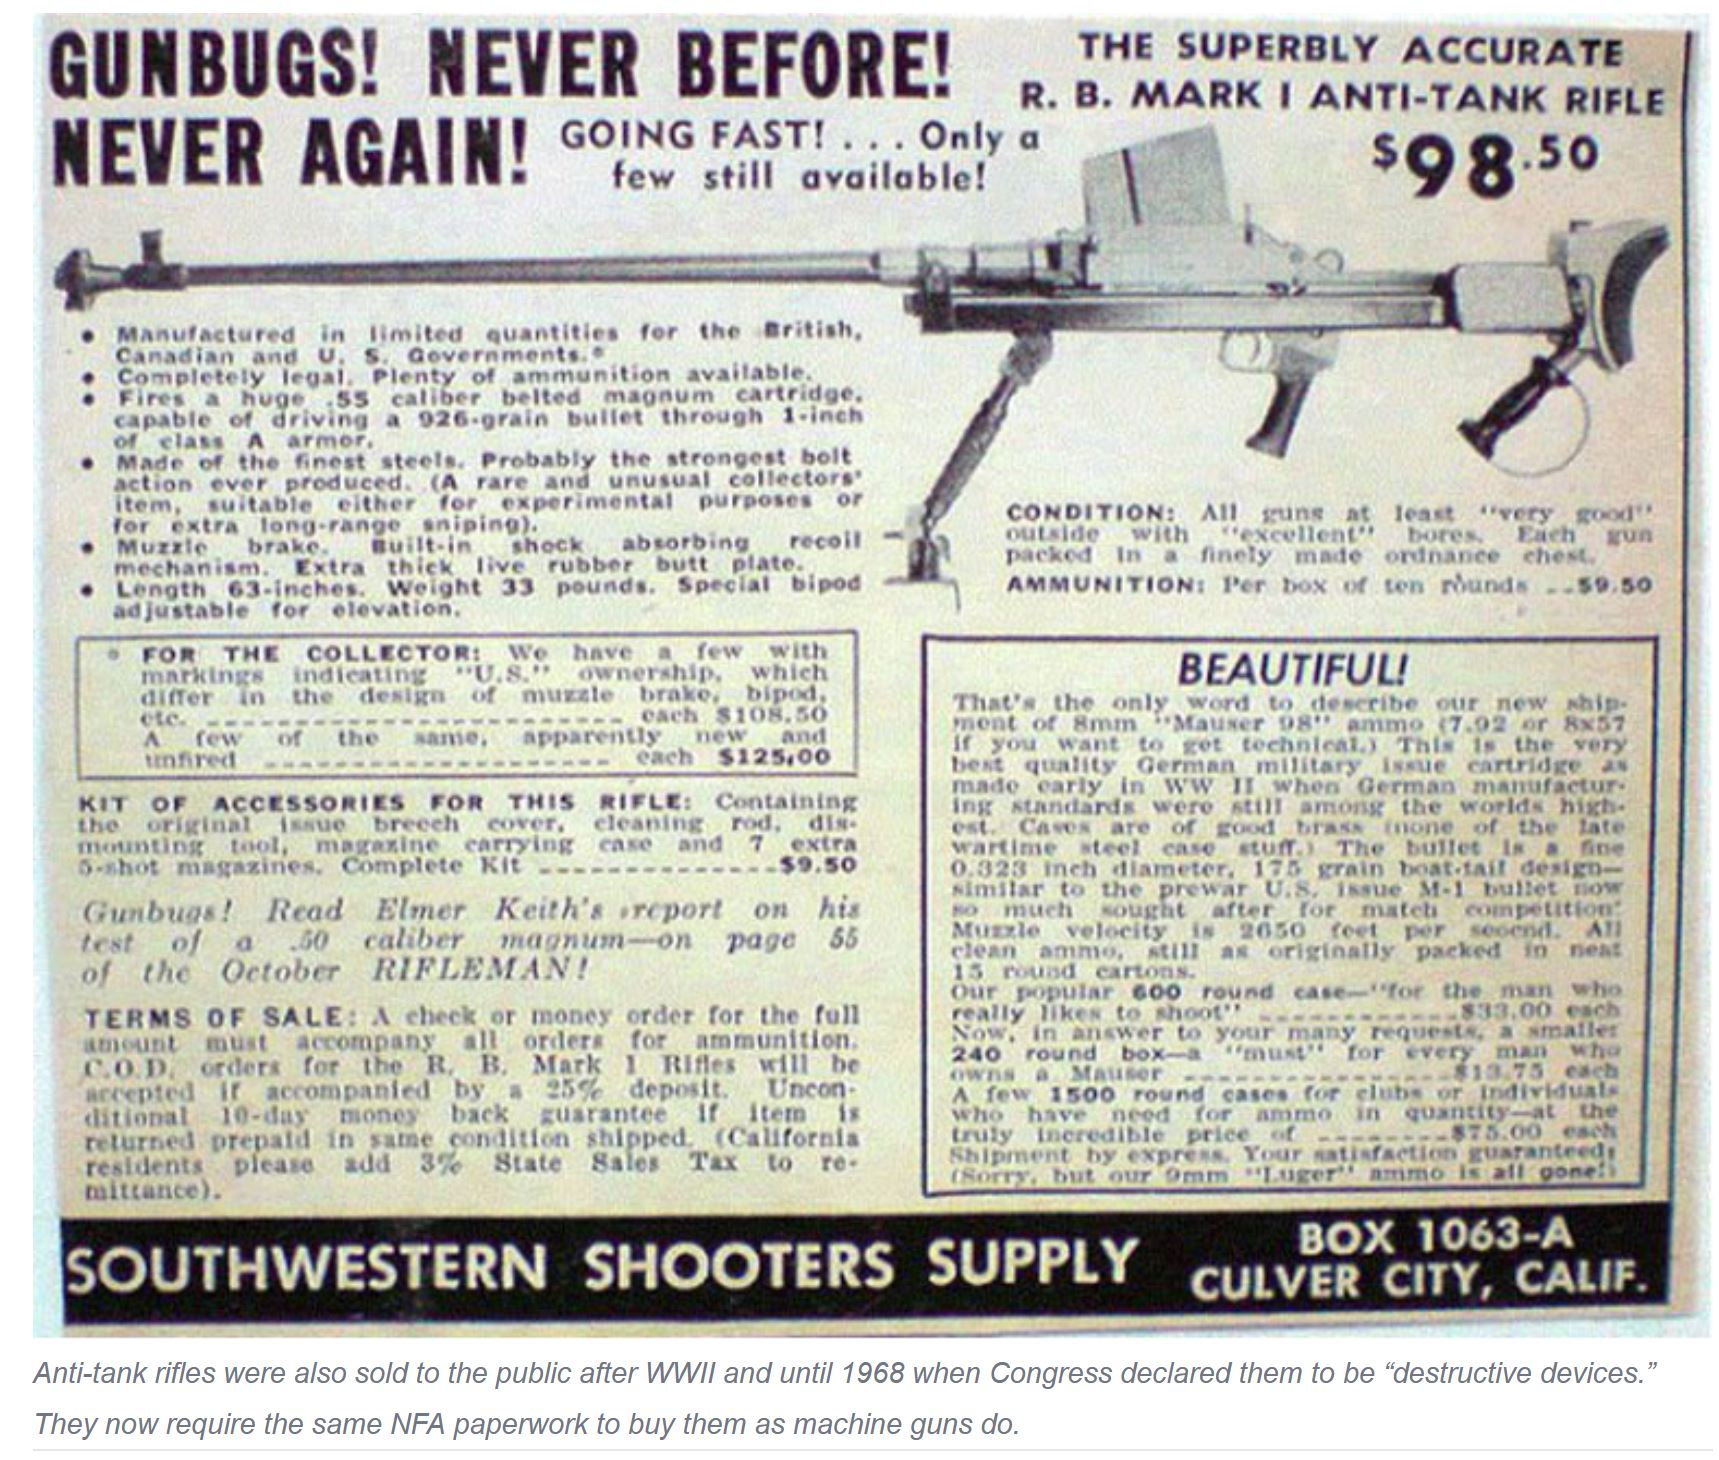 GUNBUGS! NEVER BEFORE!
NEVER AGAIN!
GOING FAST! . . . Only a
few still available!
THE SUPERBLY ACCURATE
R. B. MARK I ANTI-TANK RIFLE
$98.50
• Manufactured in limited quantities for the British,
Canadian and U. S. Governments.*
• Completely legal. Plenty of ammunition available.
• Fires a huge .55 caliber belted magnum cartridge,
capable of driving a 926-grain bullet through 1-inch
of class A armor.
• Made of the finest steels. Probably the strongest bolt
action ever produced. (A rare and unusual collectors'
item, suitable either for experimental purposes or
for extra long-range sniping).
• Muzzle brake. Built-in shock absorbing recoil
mechanism. Extra thick live rubber butt plate.
• Length 63-inches. Weight 33 pounds. Special bipod
adjustable for elevation.
CONDITION: All guns at least "very good"
outside with "excellent" bores. Each gun
packed in a finely made ordnance chest.
AMMUNITION: Per box of ten rounds --$9.50
* FOR THE COLLECTOR: We have a few with
markings indicating "U.S." ownership, which
differ in the design of muzzle brake, bipod,
etc. ------------------------ each $108.50
A few of the same, apparently new and
unfired --------------------- each $125.00
KIT OF ACCESSORIES FOR THIS RIFLE: Containing
the original issue breech cover, cleaning rod, dis-
mounting tool, magazine carrying case and 7 extra
5-shot magazines. Complete Kit --------------$9.50
Gunbugs! Read Elmer Keith's report on his
test of a .50 caliber magnum—on page 55
of the October RIFLEMAN!
TERMS OF SALE: A check or money order for the full
amount must accompany all orders for ammunition.
C.O.D. orders for the R. B. Mark I Rifles will be
accepted if accompanied by a 25% deposit. Uncon-
ditional 10-day money back guarantee if item is
returned prepaid in same condition shipped. (California
residents please add 3% State Sales Tax to re-
mittance).
BEAUTIFUL!
That's the only word to describe our new ship-
ment of 8mm "Mauser 98" ammo (7.92 or 8x57
if you want to get technical.) This is the very
best quality German military issue cartridge as
made early in WW II when German manufactur-
ing standards were still among the worlds high-
est. Cases are of good brass (none of the late
wartime steel case stuff.) The bullet is a fine
0.323 inch diameter, 175 grain boat-tail design—
similar to the prewar U.S. issue M-1 bullet now
so much sought after for match competition!
Muzzle velocity is 2650 feet per second. All
clean ammo, still as originally packed in neat
15 round cartons.
Our popular 600 round case—"for the man who
really likes to shoot" -------------$33.00 each
Now, in answer to your many requests, a smaller
240 round box—a "must" for every man who
owns a Mauser ------------------$13.75 each
A few 1500 round cases for clubs or individuals
who have need for ammo in quantity—at the
truly incredible price of --------$75.00 each
Shipment by express. Your satisfaction guaranteed!
(Sorry, but our 9mm "Luger" ammo is all gone!)
SOUTHWESTERN SHOOTERS SUPPLY
BOX 1063-A
CULVER CITY, CALIF.
Anti-tank rifles were also sold to the public after WWII and until 1968 when Congress declared them to be “destructive devices.”
They now require the same NFA paperwork to buy them as machine guns do.